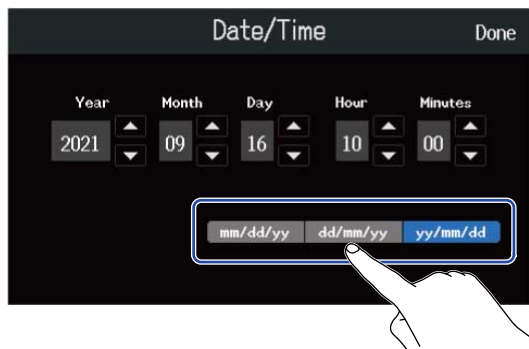 Date/Time Done
Year Month Day Hour Minutes
2021 09 16 10 00
mm/dd/yy dd/mm/yy yy/mm/dd